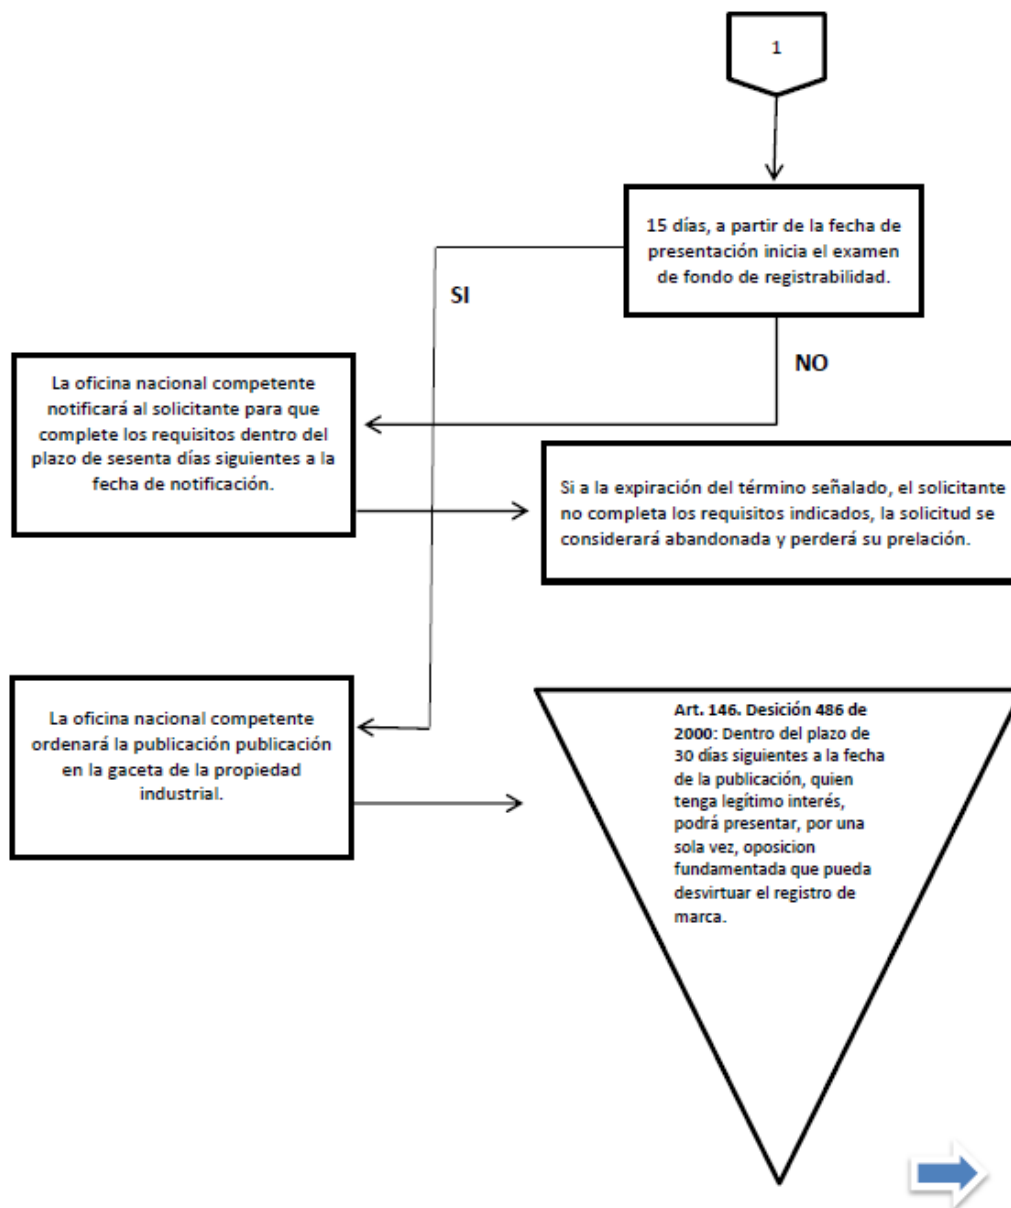 1
15 días, a partir de la fecha de
presentación inicia el examen
de fondo de registrabilidad.
SI
NO
La oficina nacional competente
notificará al solicitante para que
complete los requisitos dentro del
plazo de sesenta días siguientes a la
fecha de notificación.
Si a la expiración del término señalado, el solicitante
no completa los requisitos indicados, la solicitud se
considerará abandonada y perderá su prelación.
La oficina nacional competente
ordenará la publicación publicación
en la gaceta de la propiedad
industrial.
Art. 146. Desición 486 de
2000: Dentro del plazo de
30 días siguientes a la fecha
de la publicación, quien
tenga legítimo interés,
podrá presentar, por una
sola vez, oposicion
fundamentada que pueda
desvirtuar el registro de
marca.